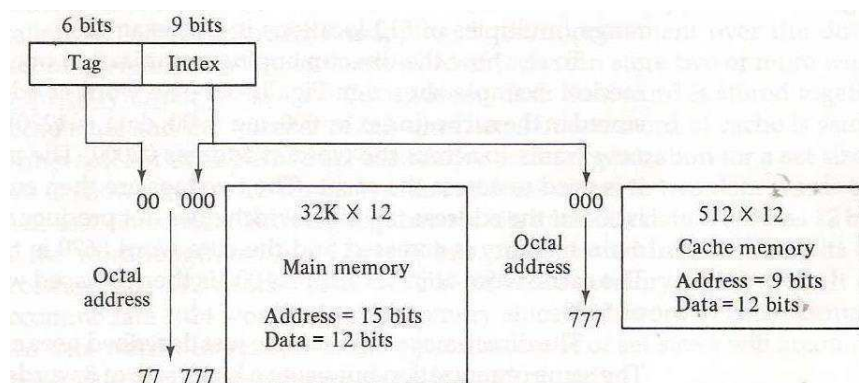 6 bits 9 bits
Tag Index
00 000
32K × 12
Main memory
Address = 15 bits
Data = 12 bits
Octal
address
77 777
000
Octal
address
777
512 × 12
Cache memory
Address = 9 bits
Data = 12 bits